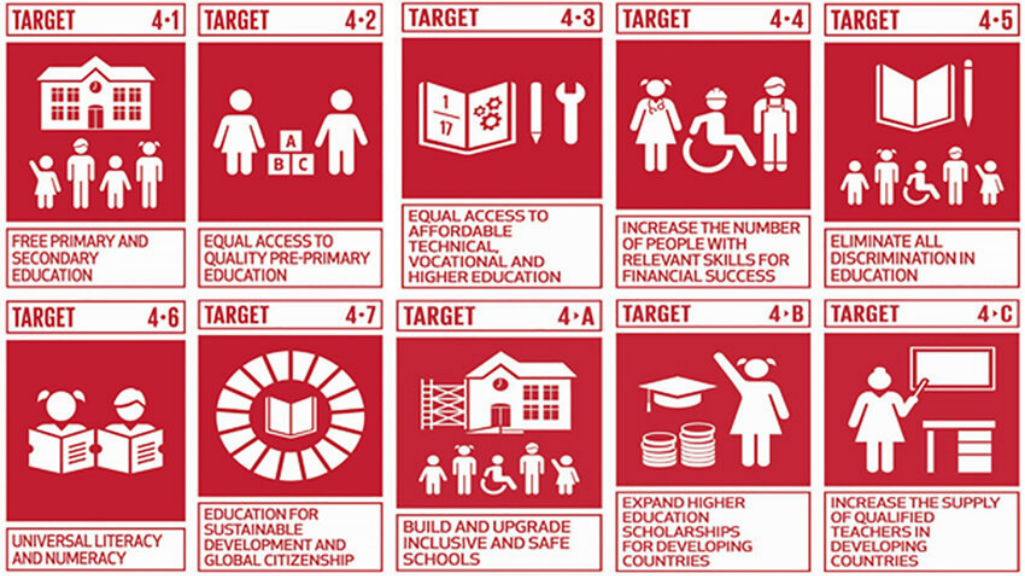 TARGET 4·1
FREE PRIMARY AND
SECONDARY
EDUCATION
TARGET 4·2
A
B C
EQUAL ACCESS TO
QUALITY PRE-PRIMARY
EDUCATION
TARGET 4·3
1
17
EQUAL ACCESS TO
AFFORDABLE
TECHNICAL,
VOCATIONAL AND
HIGHER EDUCATION
TARGET 4·4
INCREASE THE NUMBER
OF PEOPLE WITH
RELEVANT SKILLS FOR
FINANCIAL SUCCESS
TARGET 4·5
ELIMINATE ALL
DISCRIMINATION IN
EDUCATION
TARGET 4·6
UNIVERSAL LITERACY
AND NUMERACY
TARGET 4·7
EDUCATION FOR
SUSTAINABLE
DEVELOPMENT AND
GLOBAL CITIZENSHIP
TARGET 4‣A
BUILD AND UPGRADE
INCLUSIVE AND SAFE
SCHOOLS
TARGET 4‣B
EXPAND HIGHER
EDUCATION
SCHOLARSHIPS
FOR DEVELOPING
COUNTRIES
TARGET 4‣C
INCREASE THE SUPPLY
OF QUALIFIED
TEACHERS IN
DEVELOPING
COUNTRIES